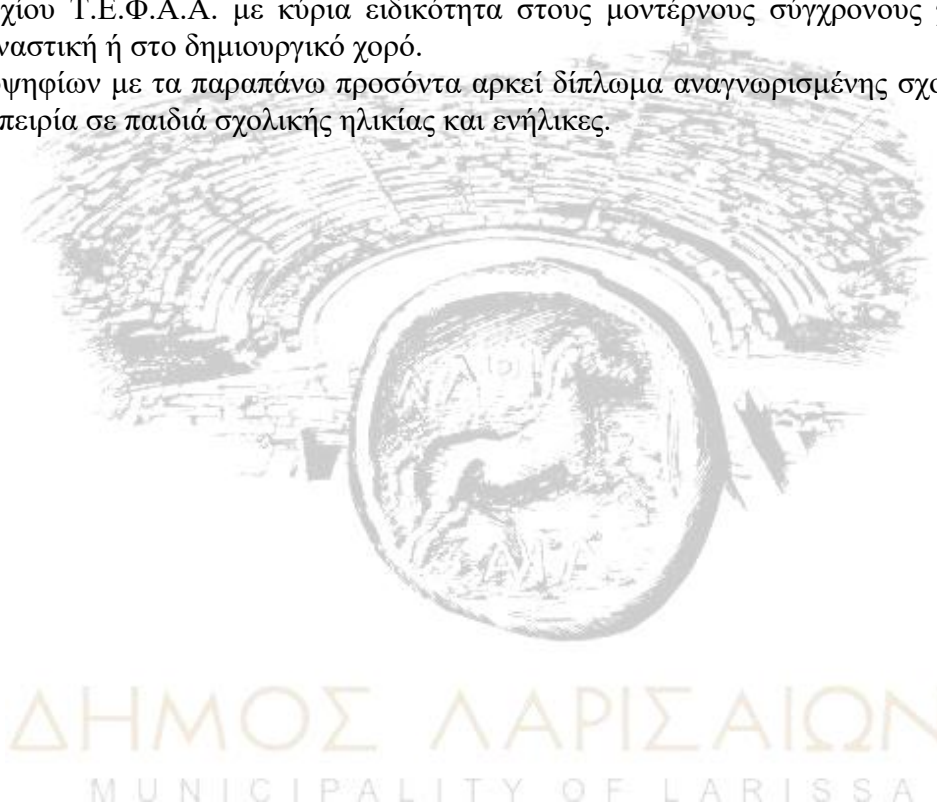 χίου Τ.Ε.Φ.Α.Α. με κύρια ειδικότητα στους μοντέρνους σύγχρονους
ναστική ή στο δημιουργικό χορό.
ψηφίων με τα παραπάνω προσόντα αρκεί δίπλωμα αναγνωρισμένης σχο
πειρία σε παιδιά σχολικής ηλικίας και ενήλικες.
ΔΗΜΟΣ ΛΑΡΙΣΑΙΩΝ
MUNICIPALITY OF LARISSA